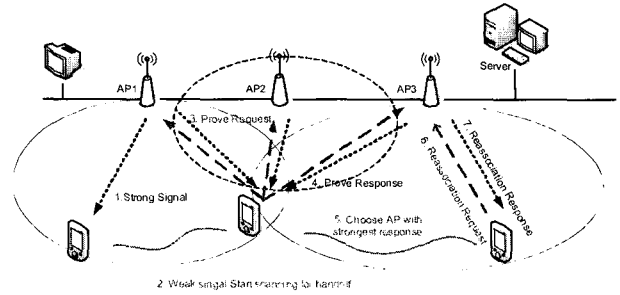 Server
AP1
AP2
AP3
3. Prove Request
1.Strong Signal
4. Prove Response
5. Choose AP with
strongest response
6. Reassociation Request
7. Reassociation Response
2. Weak singal Start scanning for handoff